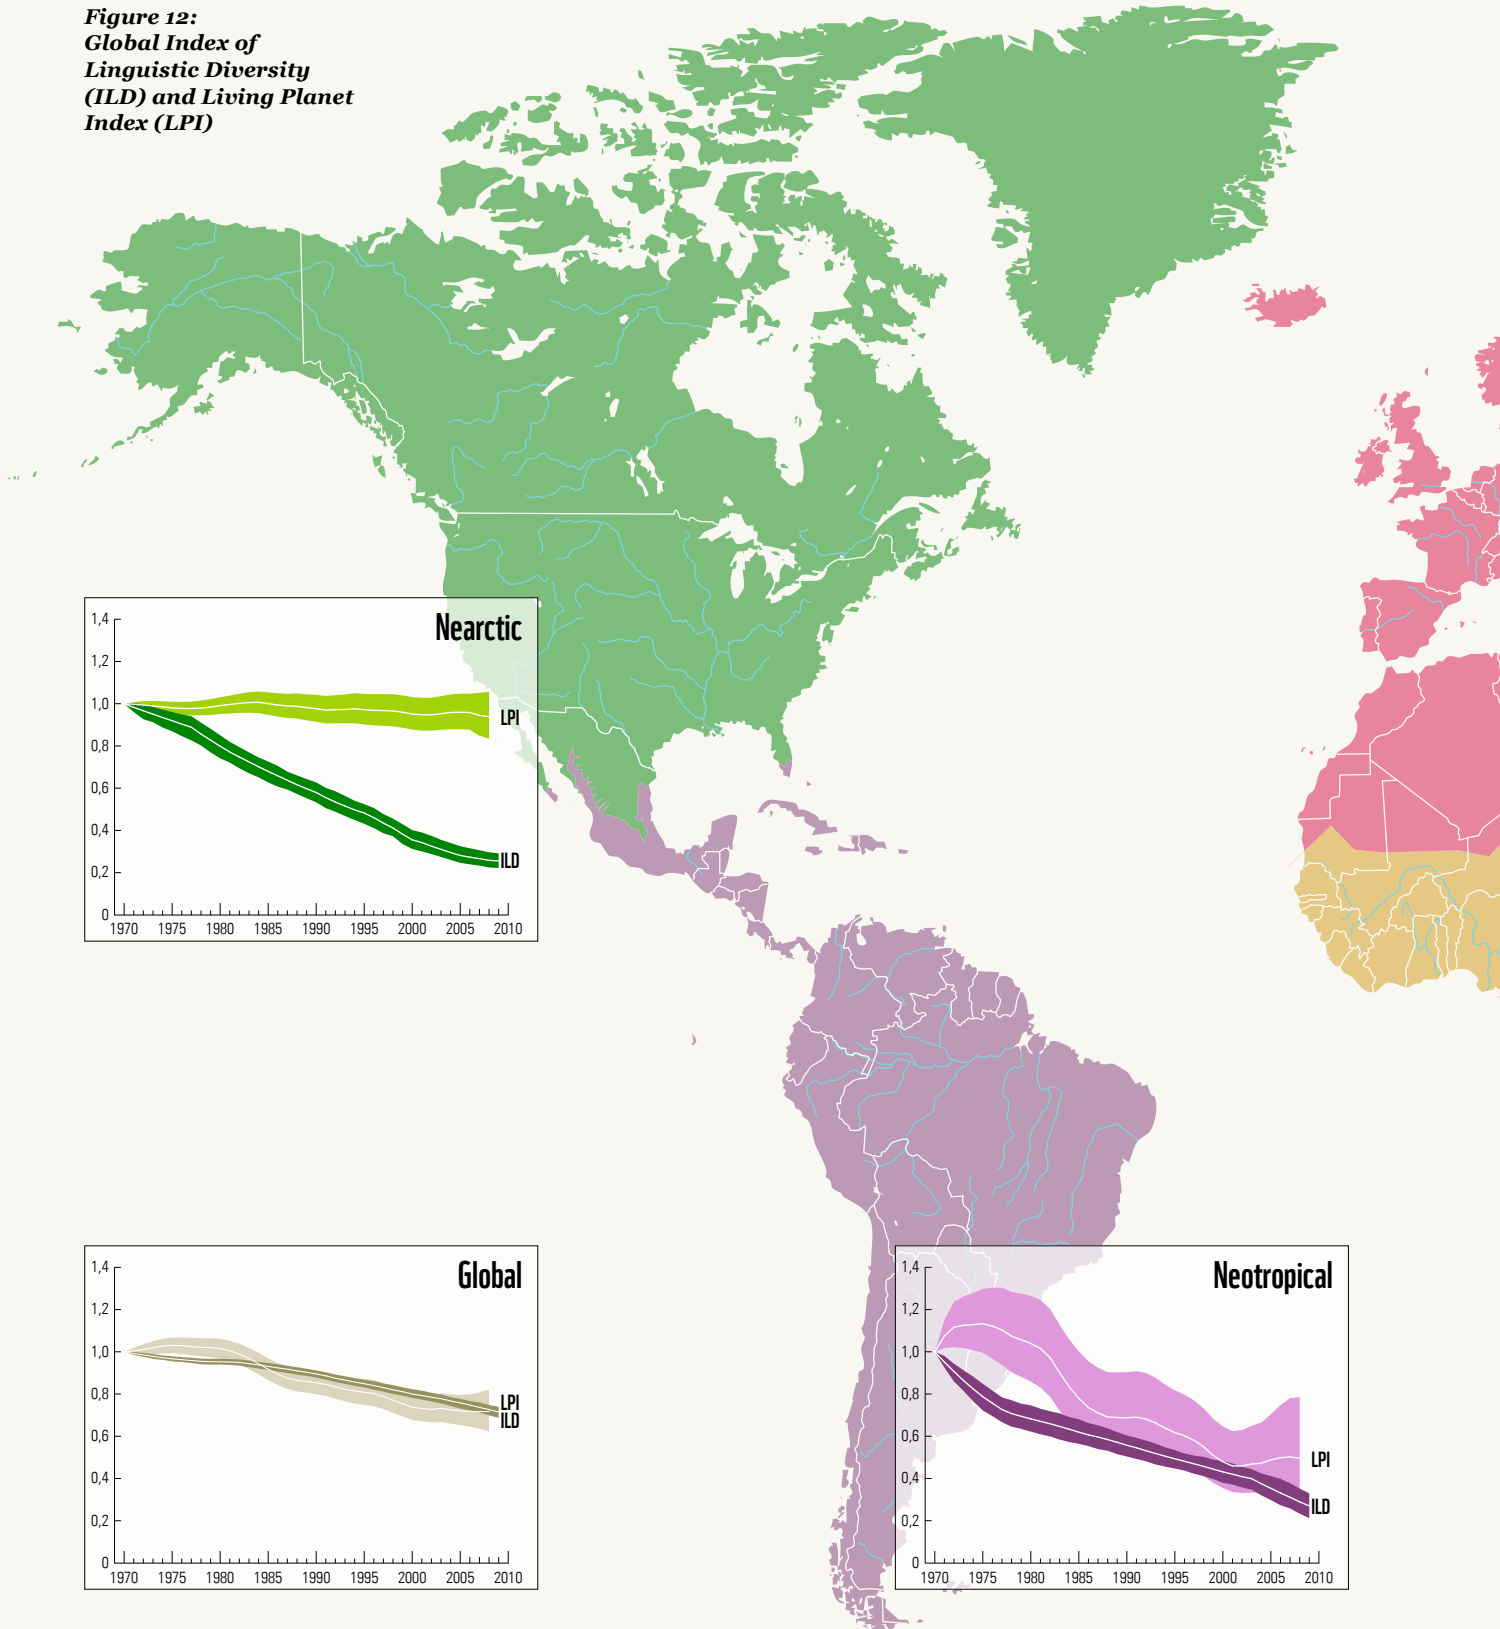 Figure 12:
Global Index of
Linguistic Diversity
(ILD) and Living Planet
Index (LPI)
Nearctic
1,4
1,2
1,0
0,8
0,6
0,4
0,2
0
LPI
ILD
1970 1975 1980 1985 1990 1995 2000 2005 2010
Global
1,4
1,2
1,0
0,8
0,6
0,4
0,2
0
LPI
ILD
1970 1975 1980 1985 1990 1995 2000 2005 2010
Neotropical
1,4
1,2
1,0
0,8
0,6
0,4
0,2
0
LPI
ILD
1970 1975 1980 1985 1990 1995 2000 2005 2010